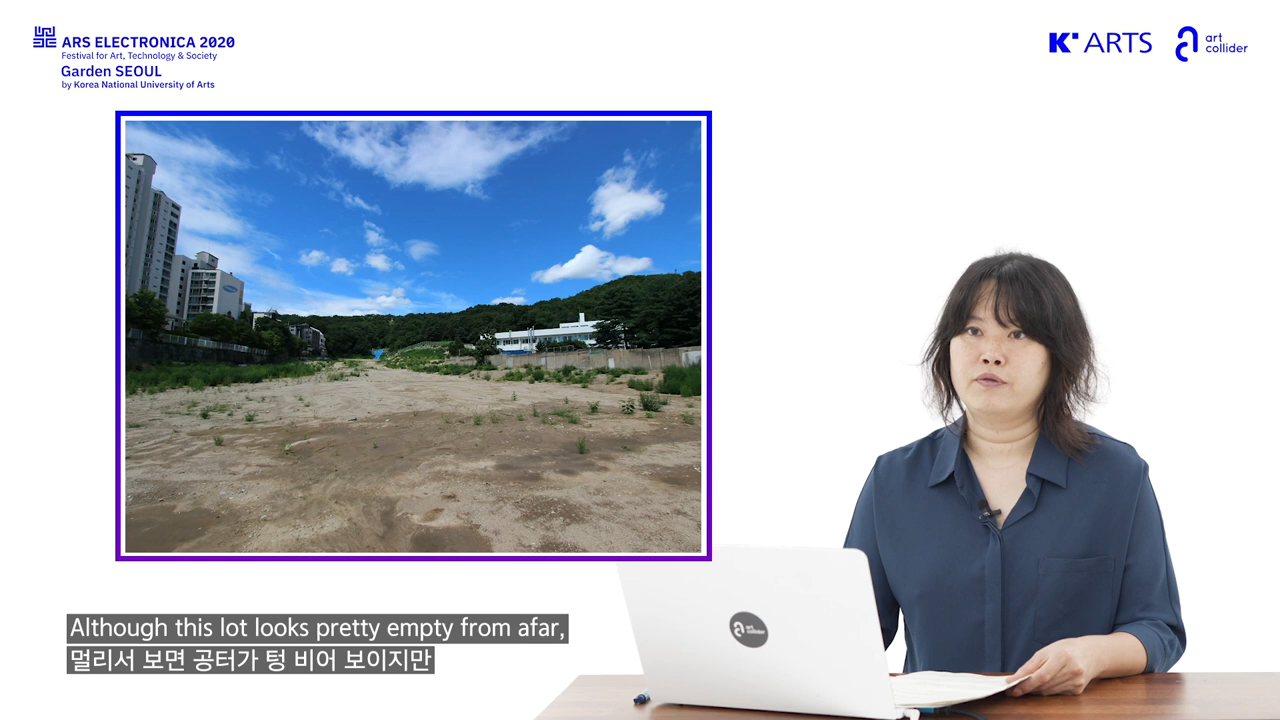 ARS ELECTRONICA 2020
Festival for Art, Technology & Society
Garden SEOUL
by Korea National University of Arts
K'ARTS
art
collider
Although this lot looks pretty empty from afar,
멀리서 보면 공터가 텅 비어 보이지만
art
collider